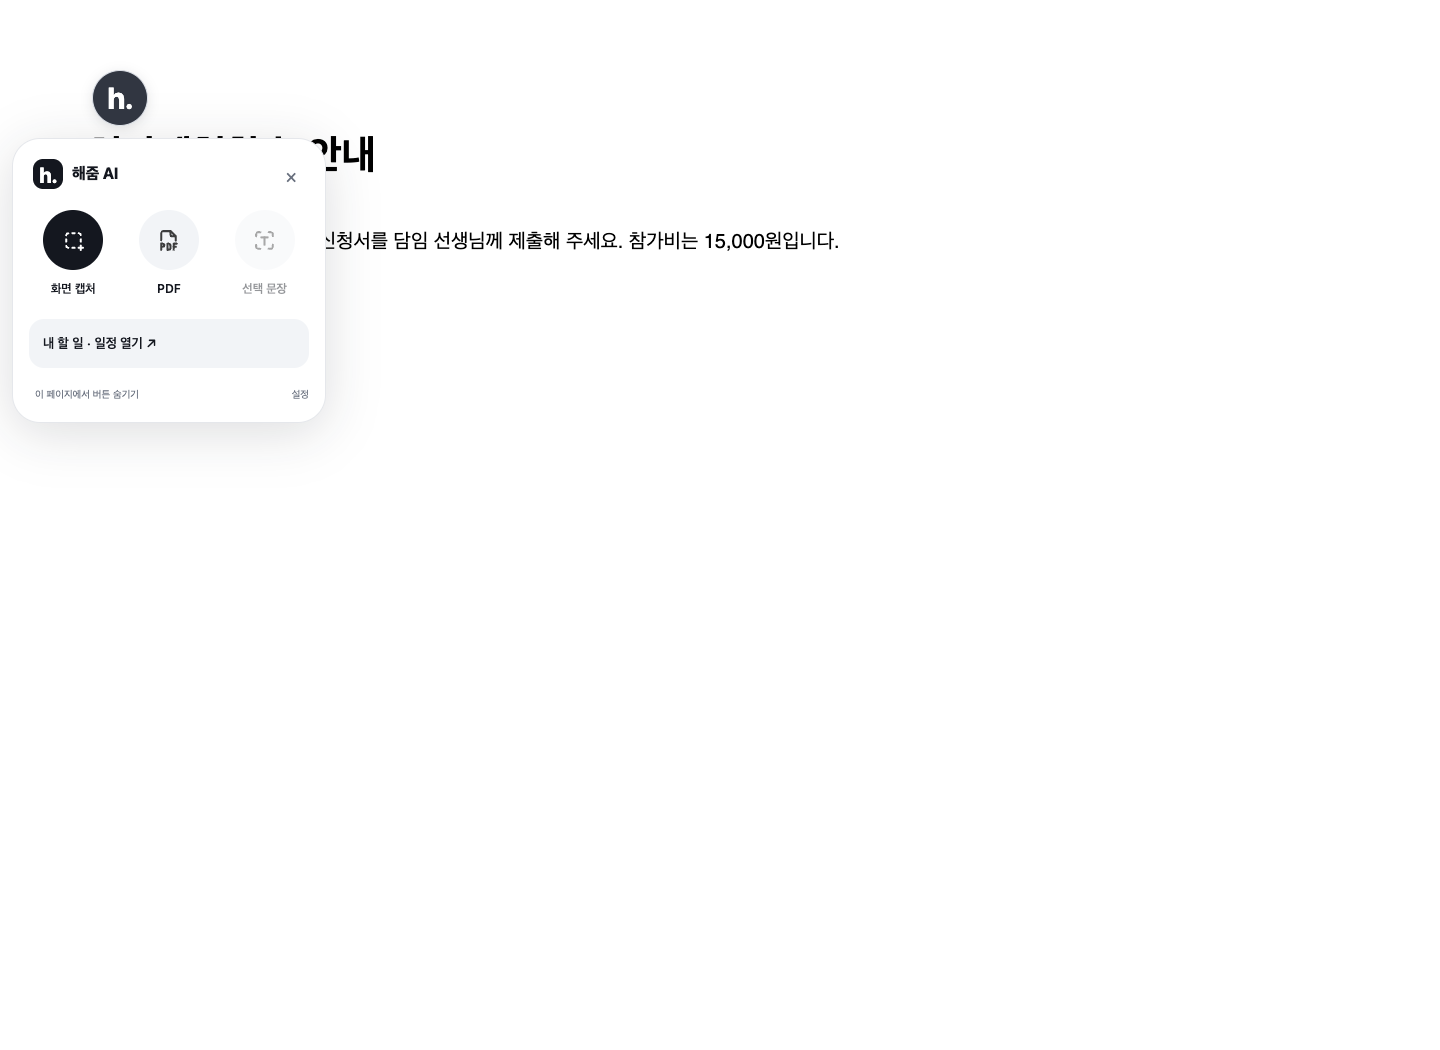 h.
안내
h. 해줌 AI ×
신청서를 담임 선생님께 제출해 주세요. 참가비는 15,000원입니다.
PDF
화면 캡처 PDF 선택 문장
내 할 일 · 일정 열기 ↗
이 페이지에서 버튼 숨기기 설정